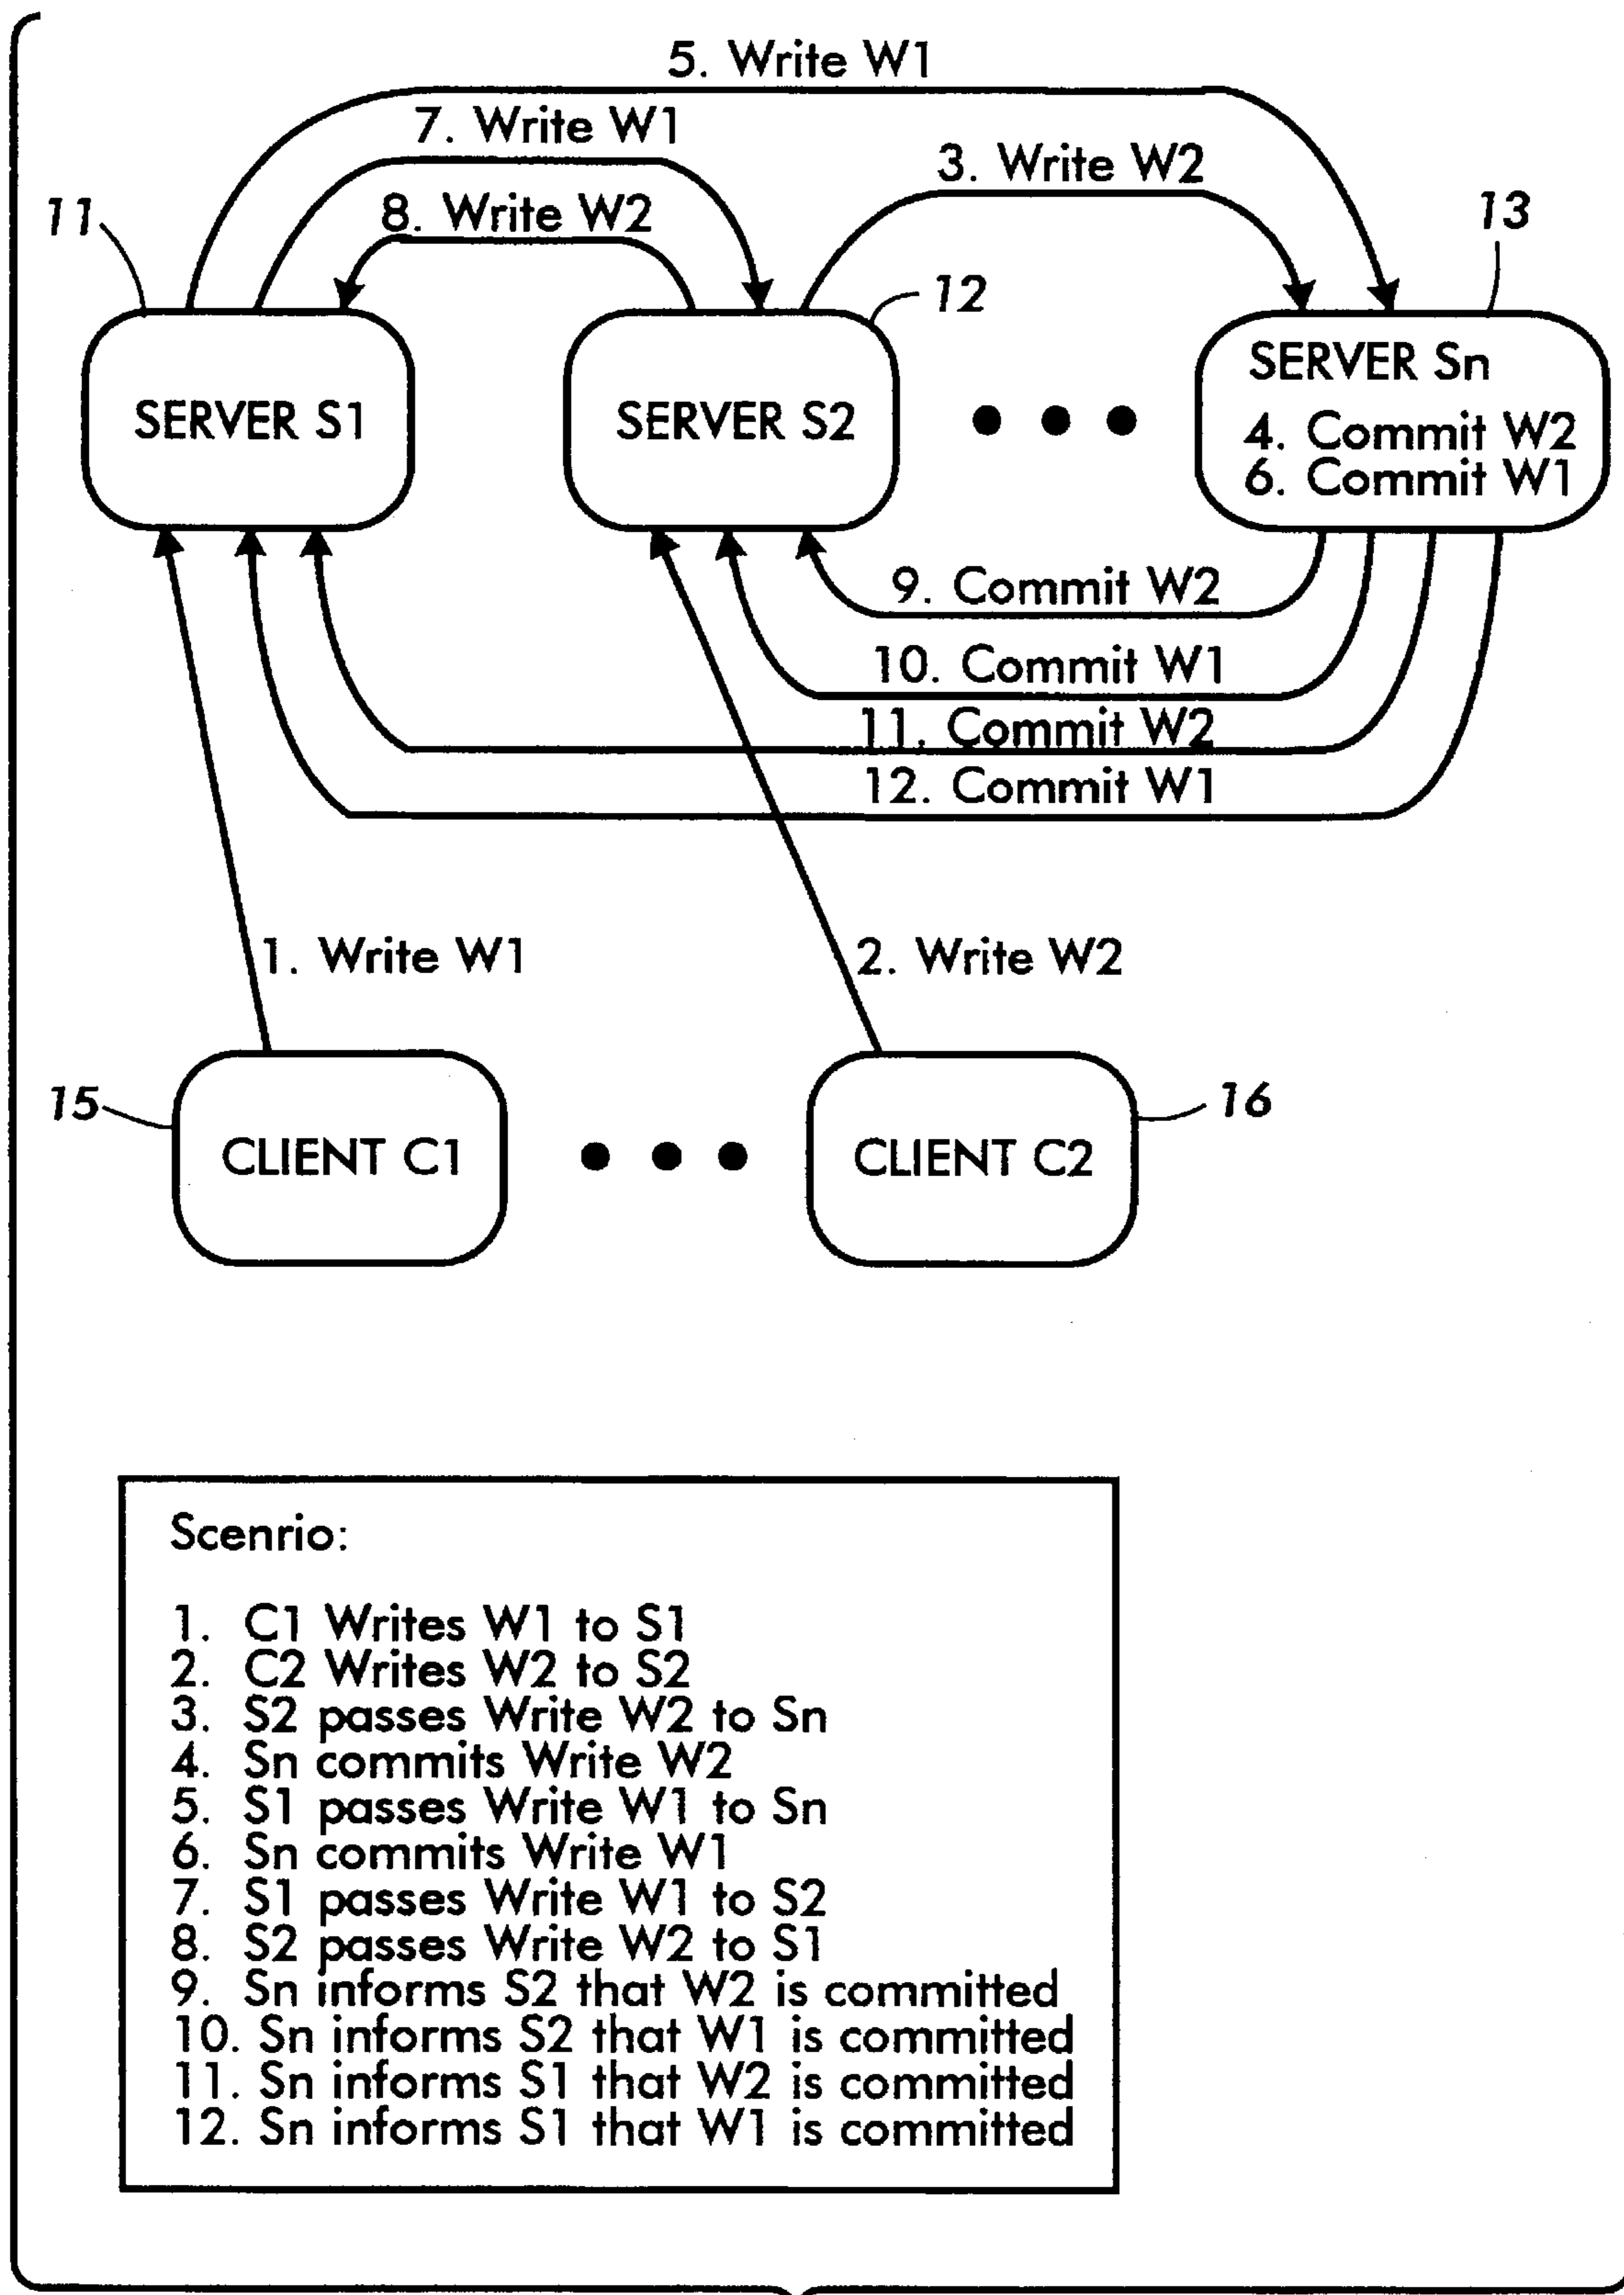 5. Write W1
7. Write W1
3. Write W2
8. Write W2
11
13
12
SERVER S1
SERVER S2
SERVER Sn
4. Commit W2
6. Commit W1
9. Commit W2
10. Commit W1
11. Commit W2
12. Commit W1
1. Write W1
2. Write W2
15
16
CLIENT C1
CLIENT C2
Scenrio:
1. C1 Writes W1 to S1
2. C2 Writes W2 to S2
3. S2 passes Write W2 to Sn
4. Sn commits Write W2
5. S1 passes Write W1 to Sn
6. Sn commits Write W1
7. S1 passes Write W1 to S2
8. S2 passes Write W2 to S1
9. Sn informs S2 that W2 is committed
10. Sn informs S2 that W1 is committed
11. Sn informs S1 that W2 is committed
12. Sn informs S1 that W1 is committed